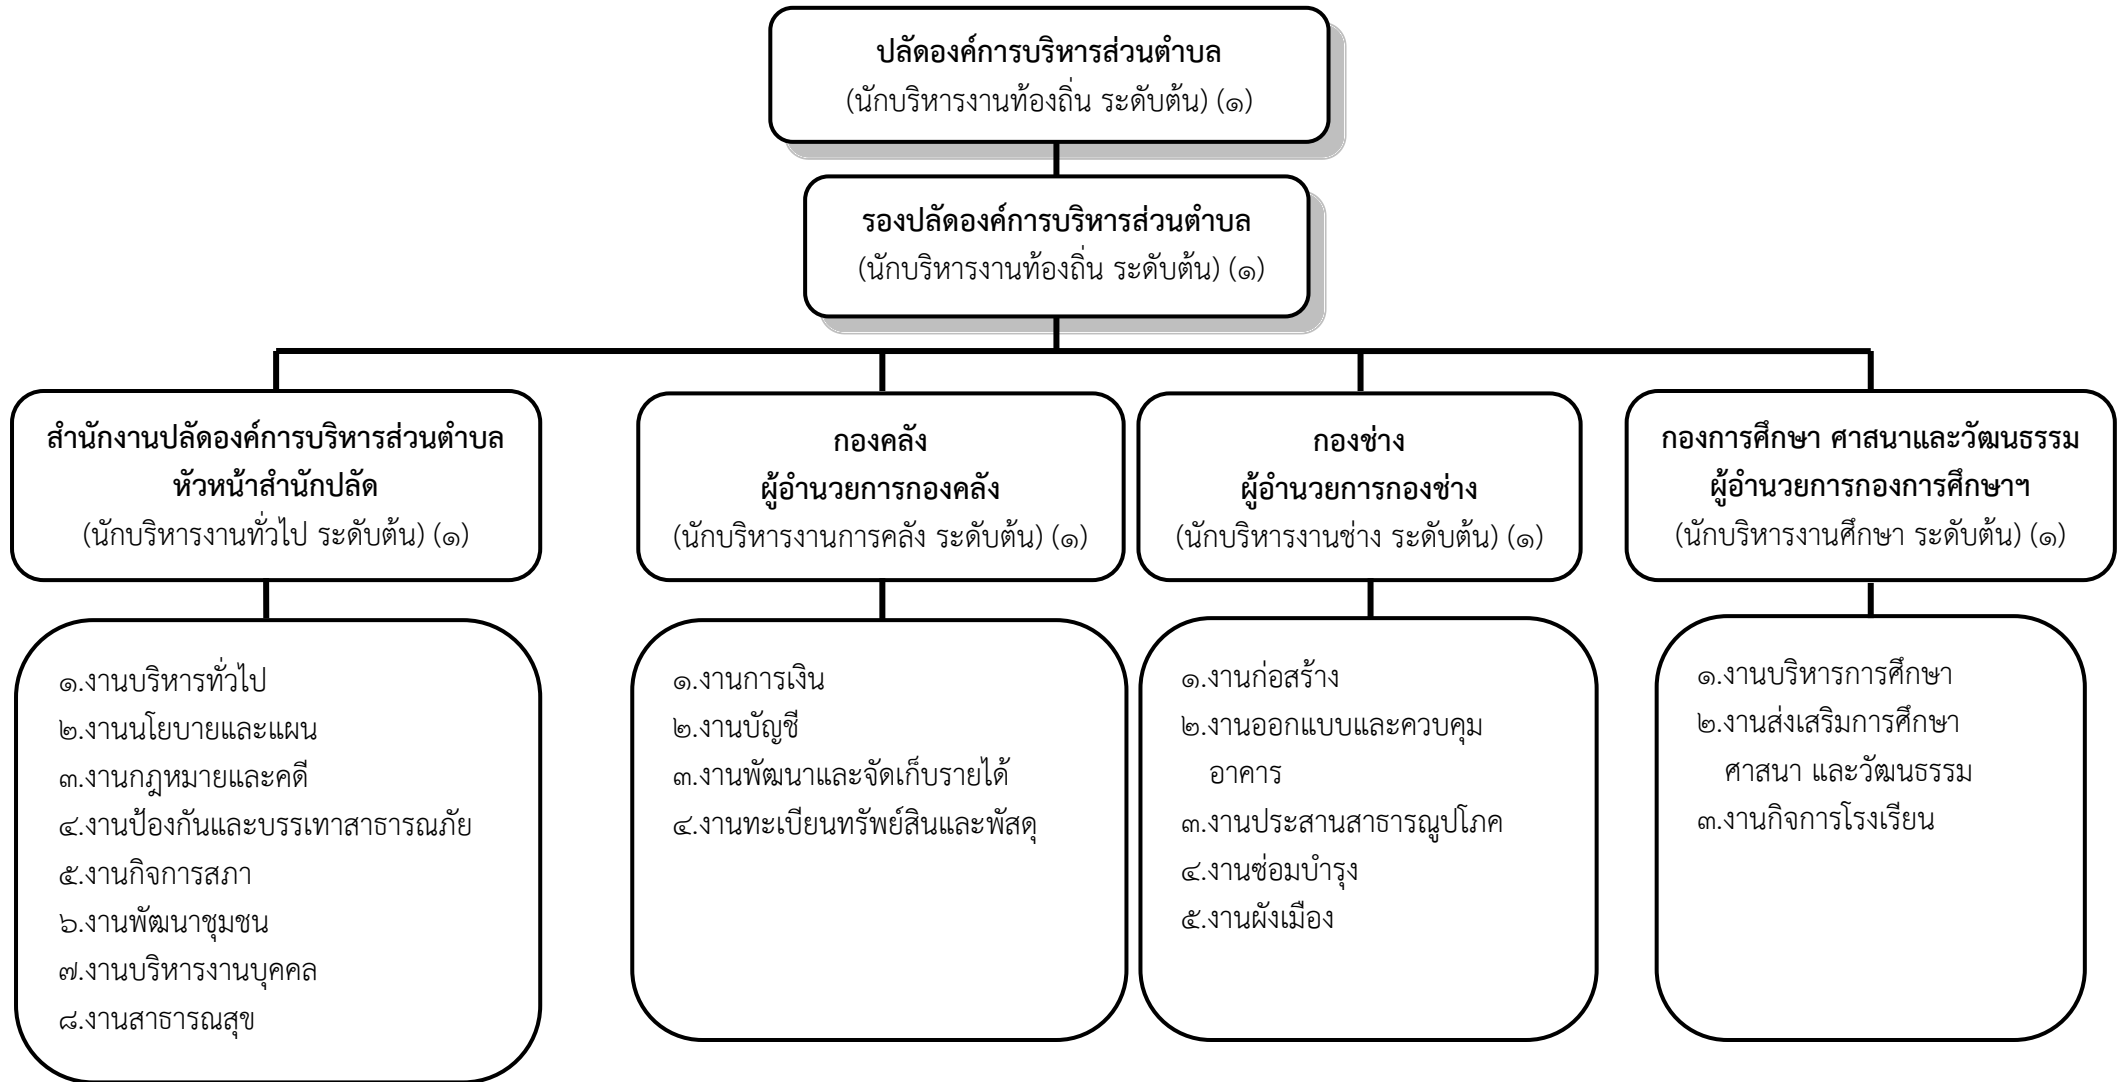 ปลัดองค์การบริหารส่วนตำบล
(นักบริหารงานท้องถิ่น ระดับต้น) (๑)
รองปลัดองค์การบริหารส่วนตำบล
(นักบริหารงานท้องถิ่น ระดับต้น) (๑)
สำนักงานปลัดองค์การบริหารส่วนตำบล
หัวหน้าสำนักปลัด
(นักบริหารงานทั่วไป ระดับต้น) (๑)
กองคลัง
ผู้อำนวยการกองคลัง
(นักบริหารงานการคลัง ระดับต้น) (๑)
กองช่าง
ผู้อำนวยการกองช่าง
(นักบริหารงานช่าง ระดับต้น) (๑)
กองการศึกษา ศาสนาและวัฒนธรรม
ผู้อำนวยการกองการศึกษาฯ
(นักบริหารงานศึกษา ระดับต้น) (๑)
๑.งานบริหารทั่วไป
๒.งานนโยบายและแผน
๓.งานกฎหมายและคดี
๔.งานป้องกันและบรรเทาสาธารณภัย
๕.งานกิจการสภา
๖.งานพัฒนาชุมชน
๗.งานบริหารงานบุคคล
๘.งานสาธารณสุข
๑.งานการเงิน
๒.งานบัญชี
๓.งานพัฒนาและจัดเก็บรายได้
๔.งานทะเบียนทรัพย์สินและพัสดุ
๑.งานก่อสร้าง
๒.งานออกแบบและควบคุม
อาคาร
๓.งานประสานสาธารณูปโภค
๔.งานซ่อมบำรุง
๕.งานผังเมือง
๑.งานบริหารการศึกษา
๒.งานส่งเสริมการศึกษา
ศาสนา และวัฒนธรรม
๓.งานกิจการโรงเรียน